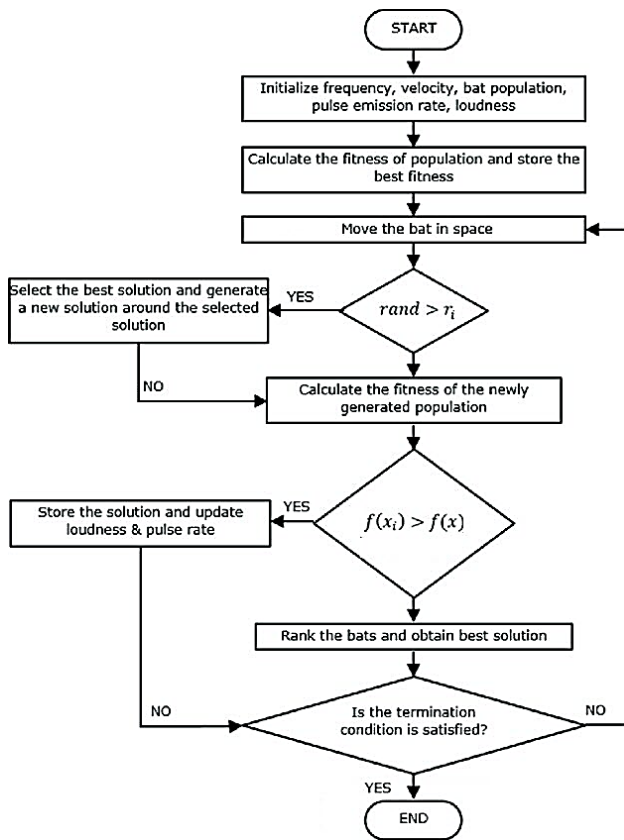 START
Initialize frequency, velocity, bat population,
pulse emission rate, loudness
Calculate the fitness of population and store the
best fitness
Move the bat in space
Select the best solution and generate
a new solution around the selected
solution
YES
rand > r_i
NO
Calculate the fitness of the newly
generated population
Store the solution and update
loudness & pulse rate
YES
f(x_i) > f(x)
Rank the bats and obtain best solution
NO
Is the termination
condition is satisfied?
NO
YES
END